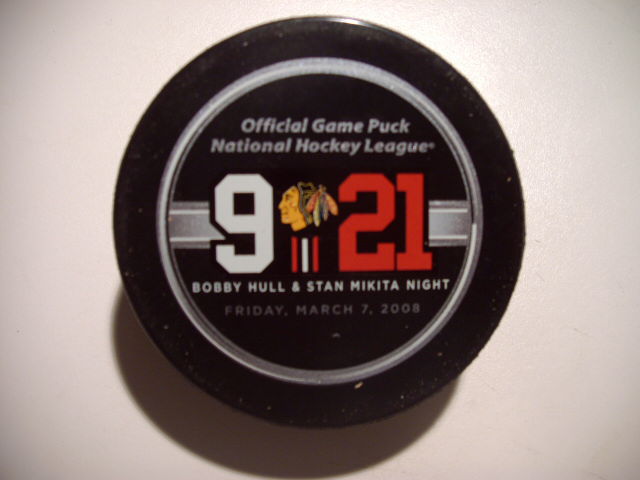 Official Game Puck
National Hockey League®
9 21
BOBBY HULL & STAN MIKITA NIGHT
FRIDAY, MARCH 7, 2008